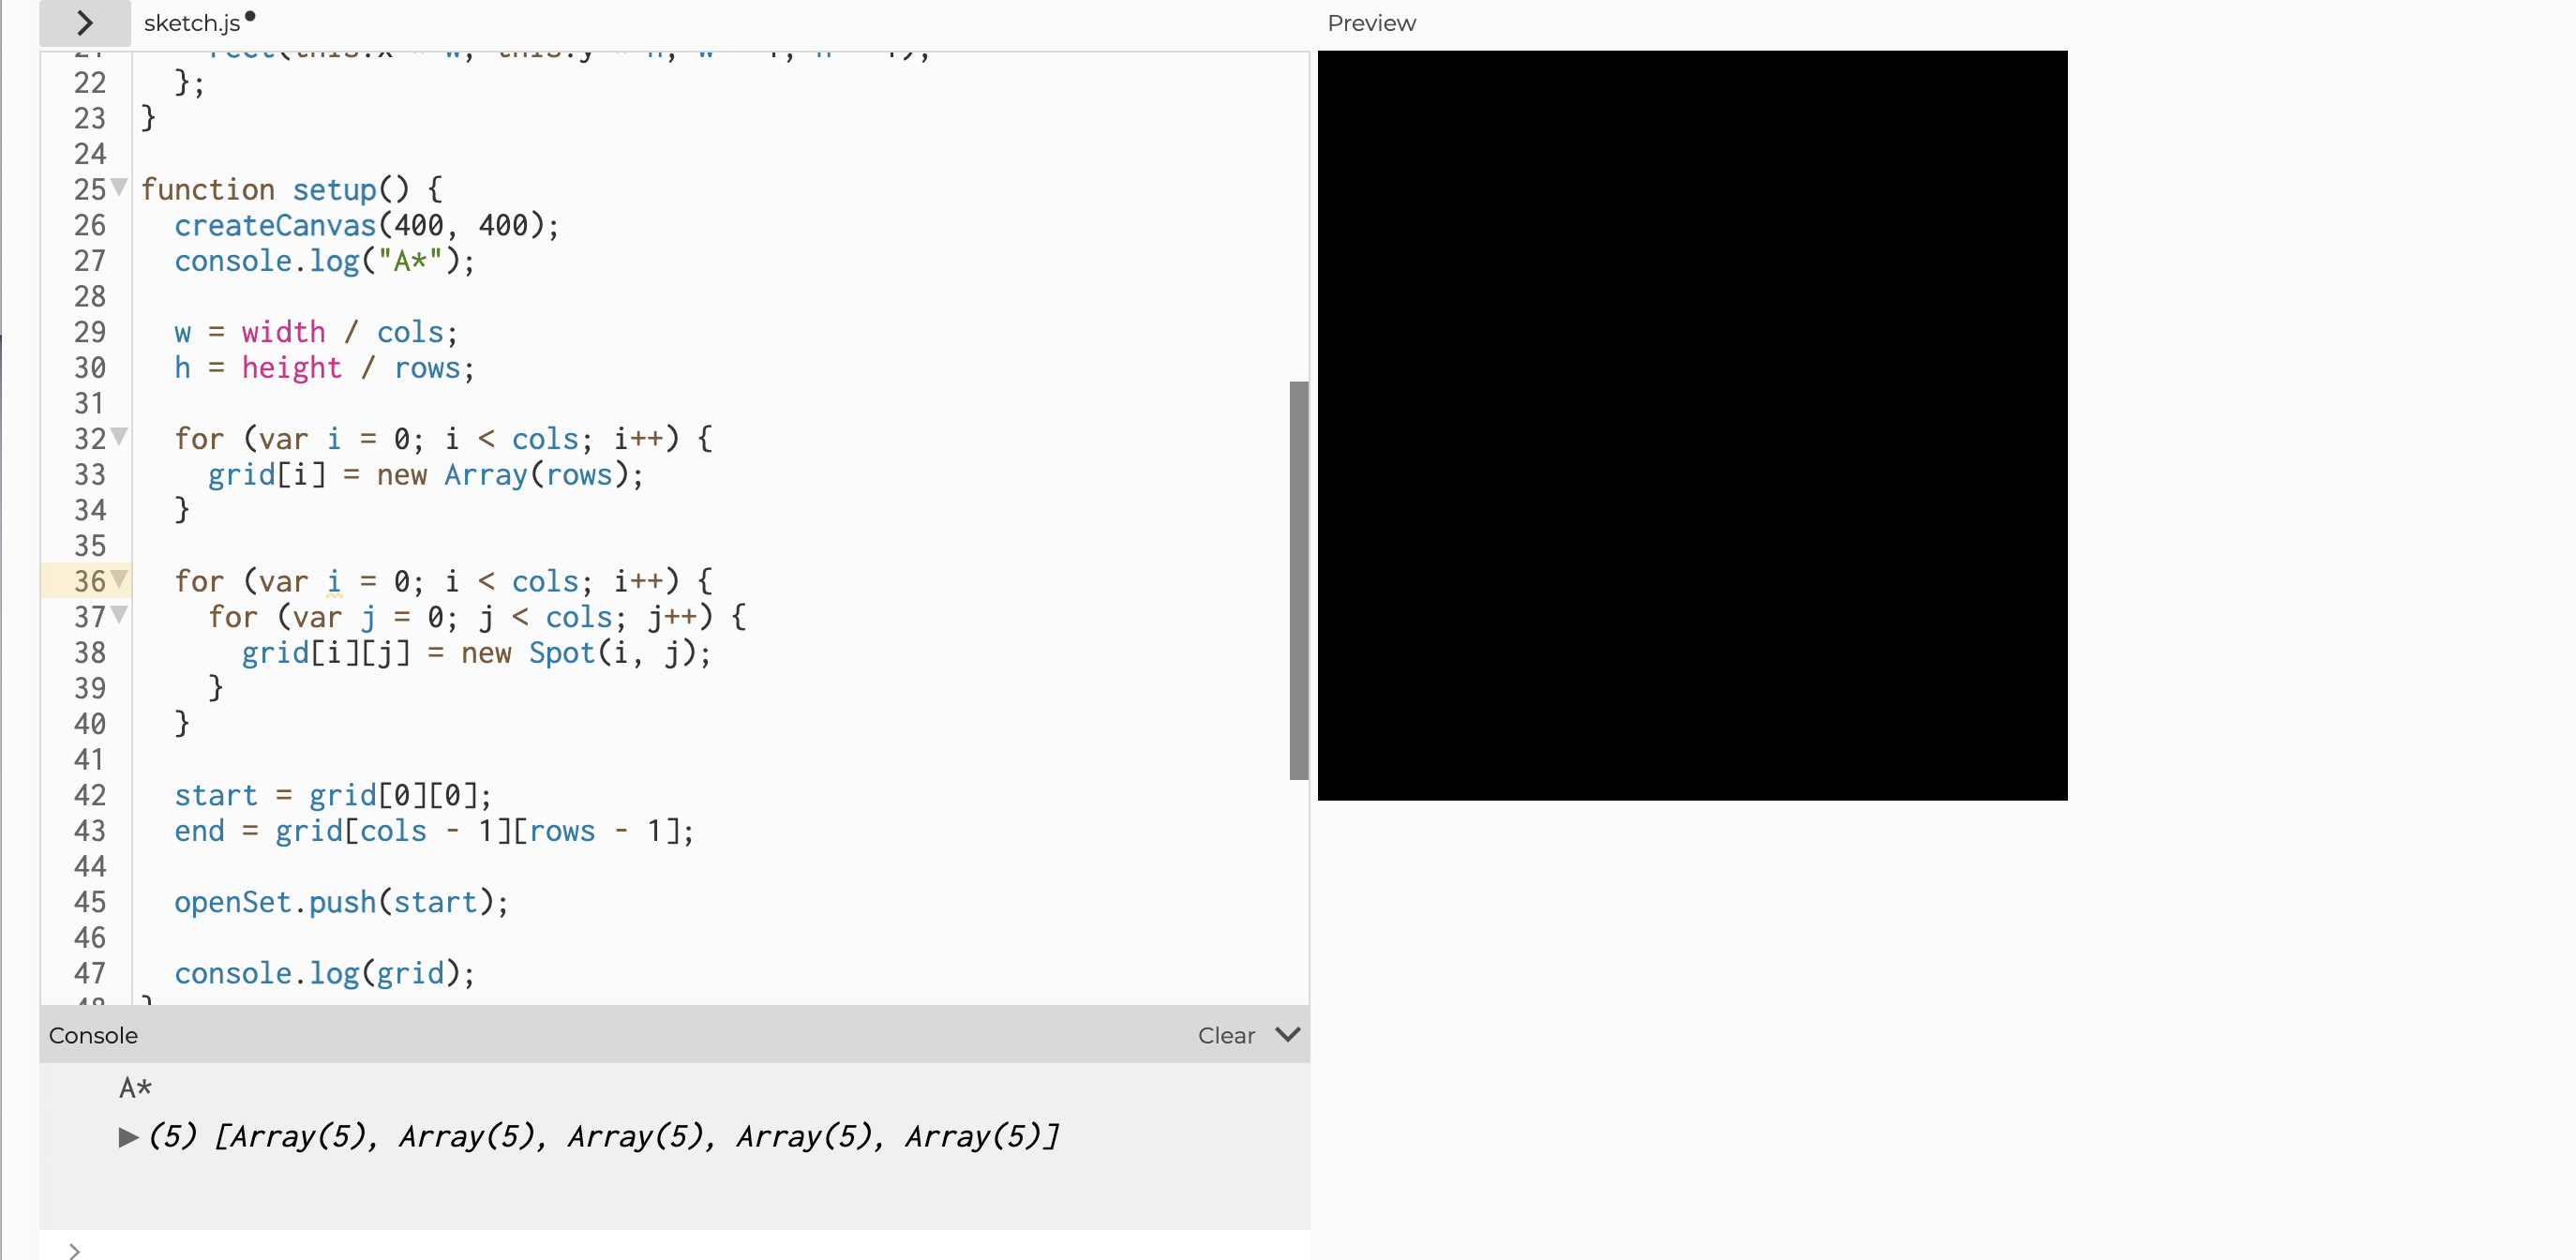 sketch.js
Preview
22 };
23 }
24
25 function setup() {
26 createCanvas(400, 400);
27 console.log("A*");
28
29 w = width / cols;
30 h = height / rows;
31
32 for (var i = 0; i < cols; i++) {
33 grid[i] = new Array(rows);
34 }
35
36 for (var i = 0; i < cols; i++) {
37 for (var j = 0; j < cols; j++) {
38 grid[i][j] = new Spot(i, j);
39 }
40 }
41
42 start = grid[0][0];
43 end = grid[cols - 1][rows - 1];
44
45 openSet.push(start);
46
47 console.log(grid);
Console
Clear
A*
(5) [Array(5), Array(5), Array(5), Array(5), Array(5)]